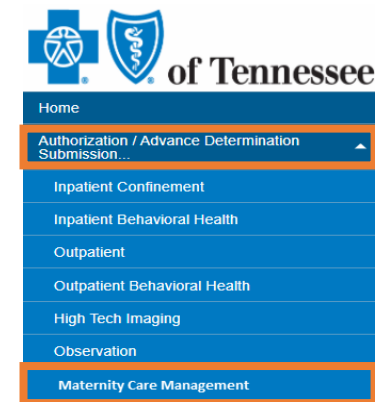 of Tennessee
Home
Authorization / Advance Determination
Submission...
Inpatient Confinement
Inpatient Behavioral Health
Outpatient
Outpatient Behavioral Health
High Tech Imaging
Observation
Maternity Care Management